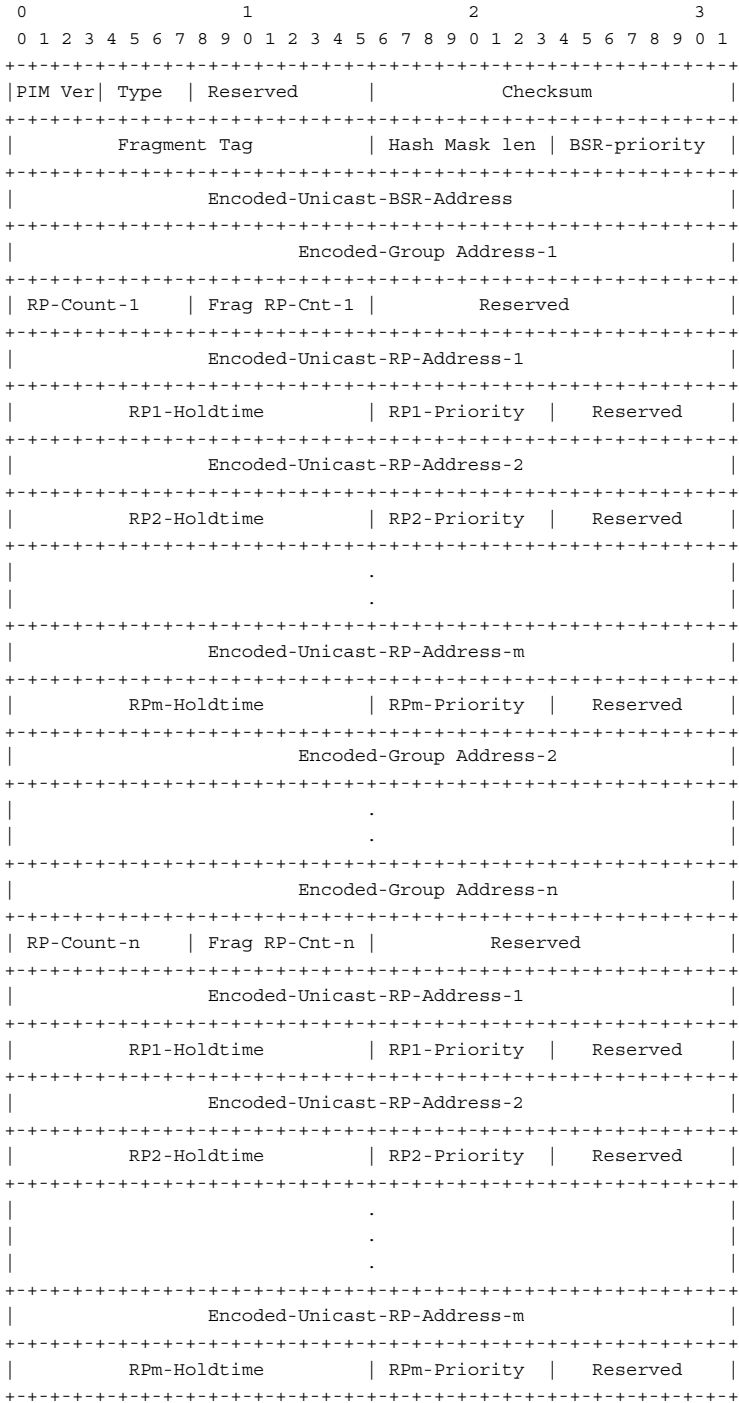 0                   1                   2                   3
 0 1 2 3 4 5 6 7 8 9 0 1 2 3 4 5 6 7 8 9 0 1 2 3 4 5 6 7 8 9 0 1
+-+-+-+-+-+-+-+-+-+-+-+-+-+-+-+-+-+-+-+-+-+-+-+-+-+-+-+-+-+-+-+-+
|PIM Ver| Type  | Reserved      |           Checksum            |
+-+-+-+-+-+-+-+-+-+-+-+-+-+-+-+-+-+-+-+-+-+-+-+-+-+-+-+-+-+-+-+-+
|         Fragment Tag          | Hash Mask len | BSR-priority  |
+-+-+-+-+-+-+-+-+-+-+-+-+-+-+-+-+-+-+-+-+-+-+-+-+-+-+-+-+-+-+-+-+
|                 Encoded-Unicast-BSR-Address                   |
+-+-+-+-+-+-+-+-+-+-+-+-+-+-+-+-+-+-+-+-+-+-+-+-+-+-+-+-+-+-+-+-+
|                         Encoded-Group Address-1               |
+-+-+-+-+-+-+-+-+-+-+-+-+-+-+-+-+-+-+-+-+-+-+-+-+-+-+-+-+-+-+-+-+
| RP-Count-1    | Frag RP-Cnt-1 |         Reserved              |
+-+-+-+-+-+-+-+-+-+-+-+-+-+-+-+-+-+-+-+-+-+-+-+-+-+-+-+-+-+-+-+-+
|                 Encoded-Unicast-RP-Address-1                  |
+-+-+-+-+-+-+-+-+-+-+-+-+-+-+-+-+-+-+-+-+-+-+-+-+-+-+-+-+-+-+-+-+
|          RP1-Holdtime         | RP1-Priority  |   Reserved    |
+-+-+-+-+-+-+-+-+-+-+-+-+-+-+-+-+-+-+-+-+-+-+-+-+-+-+-+-+-+-+-+-+
|                 Encoded-Unicast-RP-Address-2                  |
+-+-+-+-+-+-+-+-+-+-+-+-+-+-+-+-+-+-+-+-+-+-+-+-+-+-+-+-+-+-+-+-+
|          RP2-Holdtime         | RP2-Priority  |   Reserved    |
+-+-+-+-+-+-+-+-+-+-+-+-+-+-+-+-+-+-+-+-+-+-+-+-+-+-+-+-+-+-+-+-+
|                               .                               |
|                               .                               |
+-+-+-+-+-+-+-+-+-+-+-+-+-+-+-+-+-+-+-+-+-+-+-+-+-+-+-+-+-+-+-+-+
|                 Encoded-Unicast-RP-Address-m                  |
+-+-+-+-+-+-+-+-+-+-+-+-+-+-+-+-+-+-+-+-+-+-+-+-+-+-+-+-+-+-+-+-+
|          RPm-Holdtime         | RPm-Priority  |   Reserved    |
+-+-+-+-+-+-+-+-+-+-+-+-+-+-+-+-+-+-+-+-+-+-+-+-+-+-+-+-+-+-+-+-+
|                         Encoded-Group Address-2               |
+-+-+-+-+-+-+-+-+-+-+-+-+-+-+-+-+-+-+-+-+-+-+-+-+-+-+-+-+-+-+-+-+
|                               .                               |
|                               .                               |
+-+-+-+-+-+-+-+-+-+-+-+-+-+-+-+-+-+-+-+-+-+-+-+-+-+-+-+-+-+-+-+-+
|                         Encoded-Group Address-n               |
+-+-+-+-+-+-+-+-+-+-+-+-+-+-+-+-+-+-+-+-+-+-+-+-+-+-+-+-+-+-+-+-+
| RP-Count-n    | Frag RP-Cnt-n |          Reserved             |
+-+-+-+-+-+-+-+-+-+-+-+-+-+-+-+-+-+-+-+-+-+-+-+-+-+-+-+-+-+-+-+-+
|                 Encoded-Unicast-RP-Address-1                  |
+-+-+-+-+-+-+-+-+-+-+-+-+-+-+-+-+-+-+-+-+-+-+-+-+-+-+-+-+-+-+-+-+
|          RP1-Holdtime         | RP1-Priority  |   Reserved    |
+-+-+-+-+-+-+-+-+-+-+-+-+-+-+-+-+-+-+-+-+-+-+-+-+-+-+-+-+-+-+-+-+
|                 Encoded-Unicast-RP-Address-2                  |
+-+-+-+-+-+-+-+-+-+-+-+-+-+-+-+-+-+-+-+-+-+-+-+-+-+-+-+-+-+-+-+-+
|          RP2-Holdtime         | RP2-Priority  |   Reserved    |
+-+-+-+-+-+-+-+-+-+-+-+-+-+-+-+-+-+-+-+-+-+-+-+-+-+-+-+-+-+-+-+-+
|                               .                               |
|                               .                               |
|                               .                               |
+-+-+-+-+-+-+-+-+-+-+-+-+-+-+-+-+-+-+-+-+-+-+-+-+-+-+-+-+-+-+-+-+
|                 Encoded-Unicast-RP-Address-m                  |
+-+-+-+-+-+-+-+-+-+-+-+-+-+-+-+-+-+-+-+-+-+-+-+-+-+-+-+-+-+-+-+-+
|          RPm-Holdtime         | RPm-Priority  |   Reserved    |
+-+-+-+-+-+-+-+-+-+-+-+-+-+-+-+-+-+-+-+-+-+-+-+-+-+-+-+-+-+-+-+-+